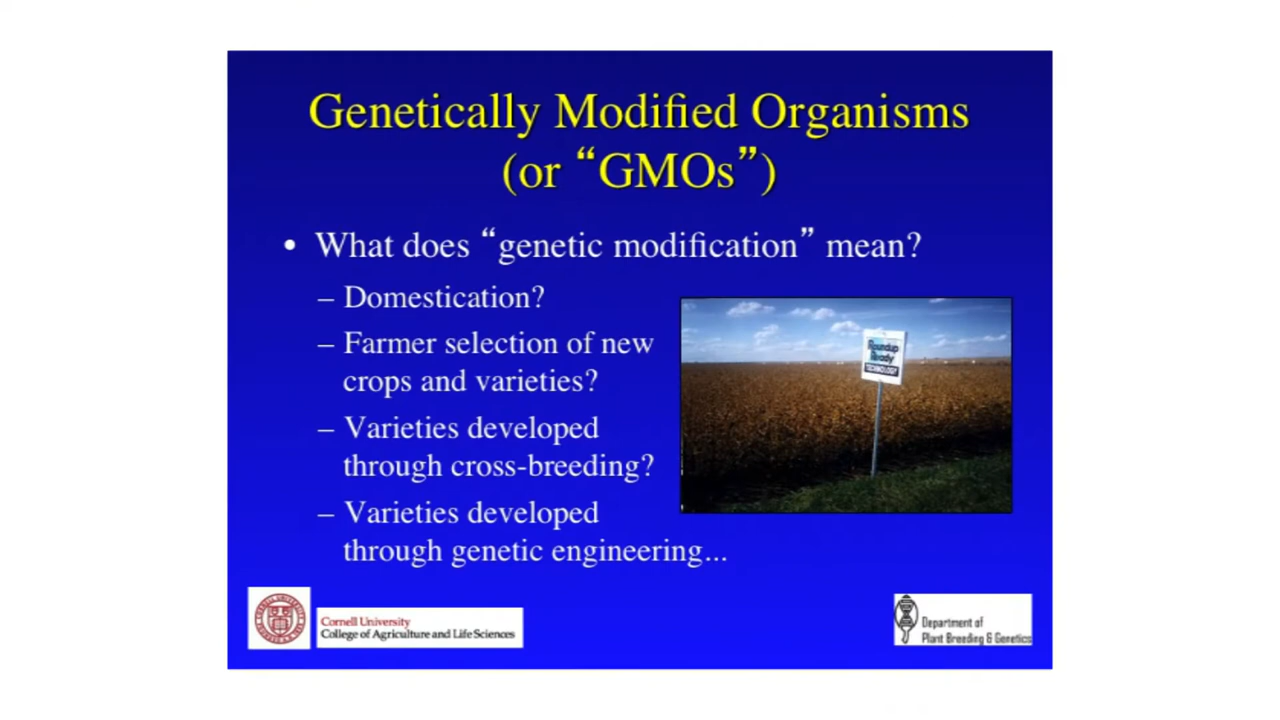 Genetically Modified Organisms
(or “GMOs”)
• What does “genetic modification” mean?
– Domestication?
– Farmer selection of new
crops and varieties?
– Varieties developed
through cross-breeding?
– Varieties developed
through genetic engineering...
Roundup
Ready
TECHNOLOGY
Cornell University
College of Agriculture and Life Sciences
Department of
Plant Breeding & Genetics